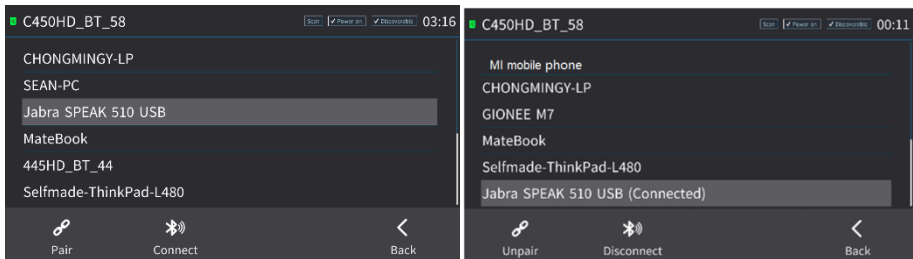 C450HD_BT_58 Scan ✓Power on ✓Discoverable 03:16
CHONGMINGY-LP
SEAN-PC
Jabra SPEAK 510 USB
MateBook
445HD_BT_44
Selfmade-ThinkPad-L480
Pair Connect Back
C450HD_BT_58 Scan ✓Power on ✓Discoverable 00:11
MI mobile phone
CHONGMINGY-LP
GIONEE M7
MateBook
Selfmade-ThinkPad-L480
Jabra SPEAK 510 USB (Connected)
Unpair Disconnect Back